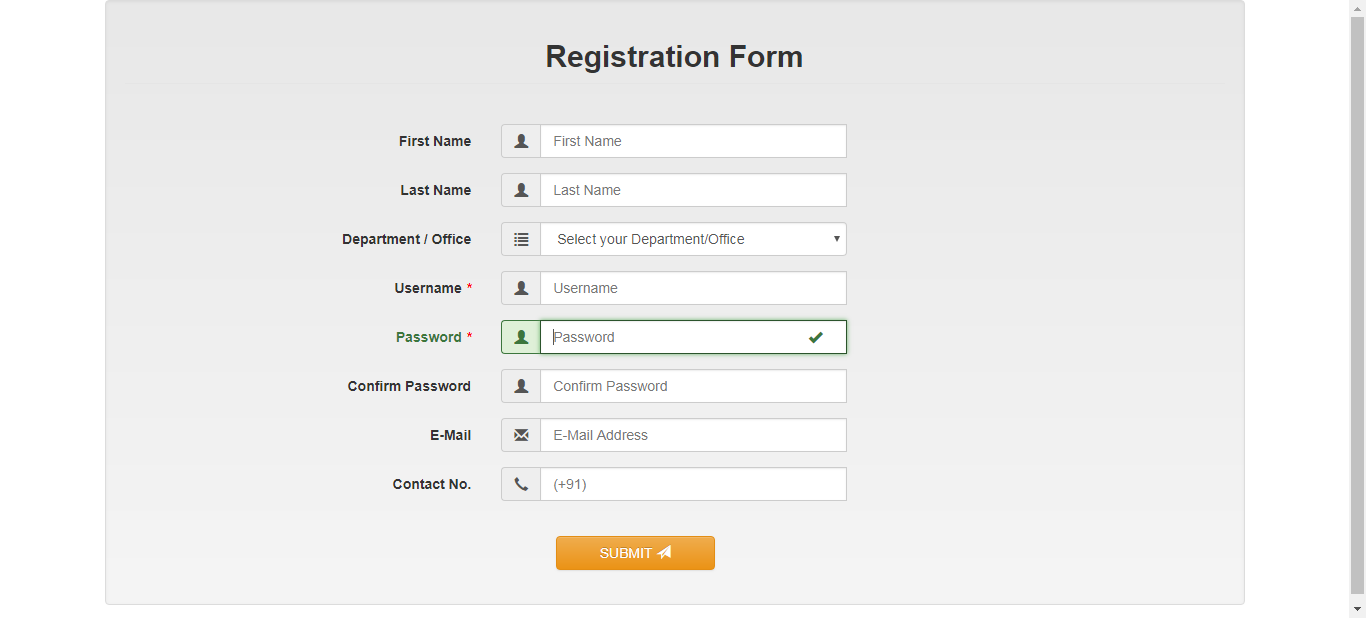 Registration Form
First Name First Name
Last Name Last Name
Department / Office Select your Department/Office
Username * Username
Password * Password
Confirm Password Confirm Password
E-Mail E-Mail Address
Contact No. (+91)
SUBMIT